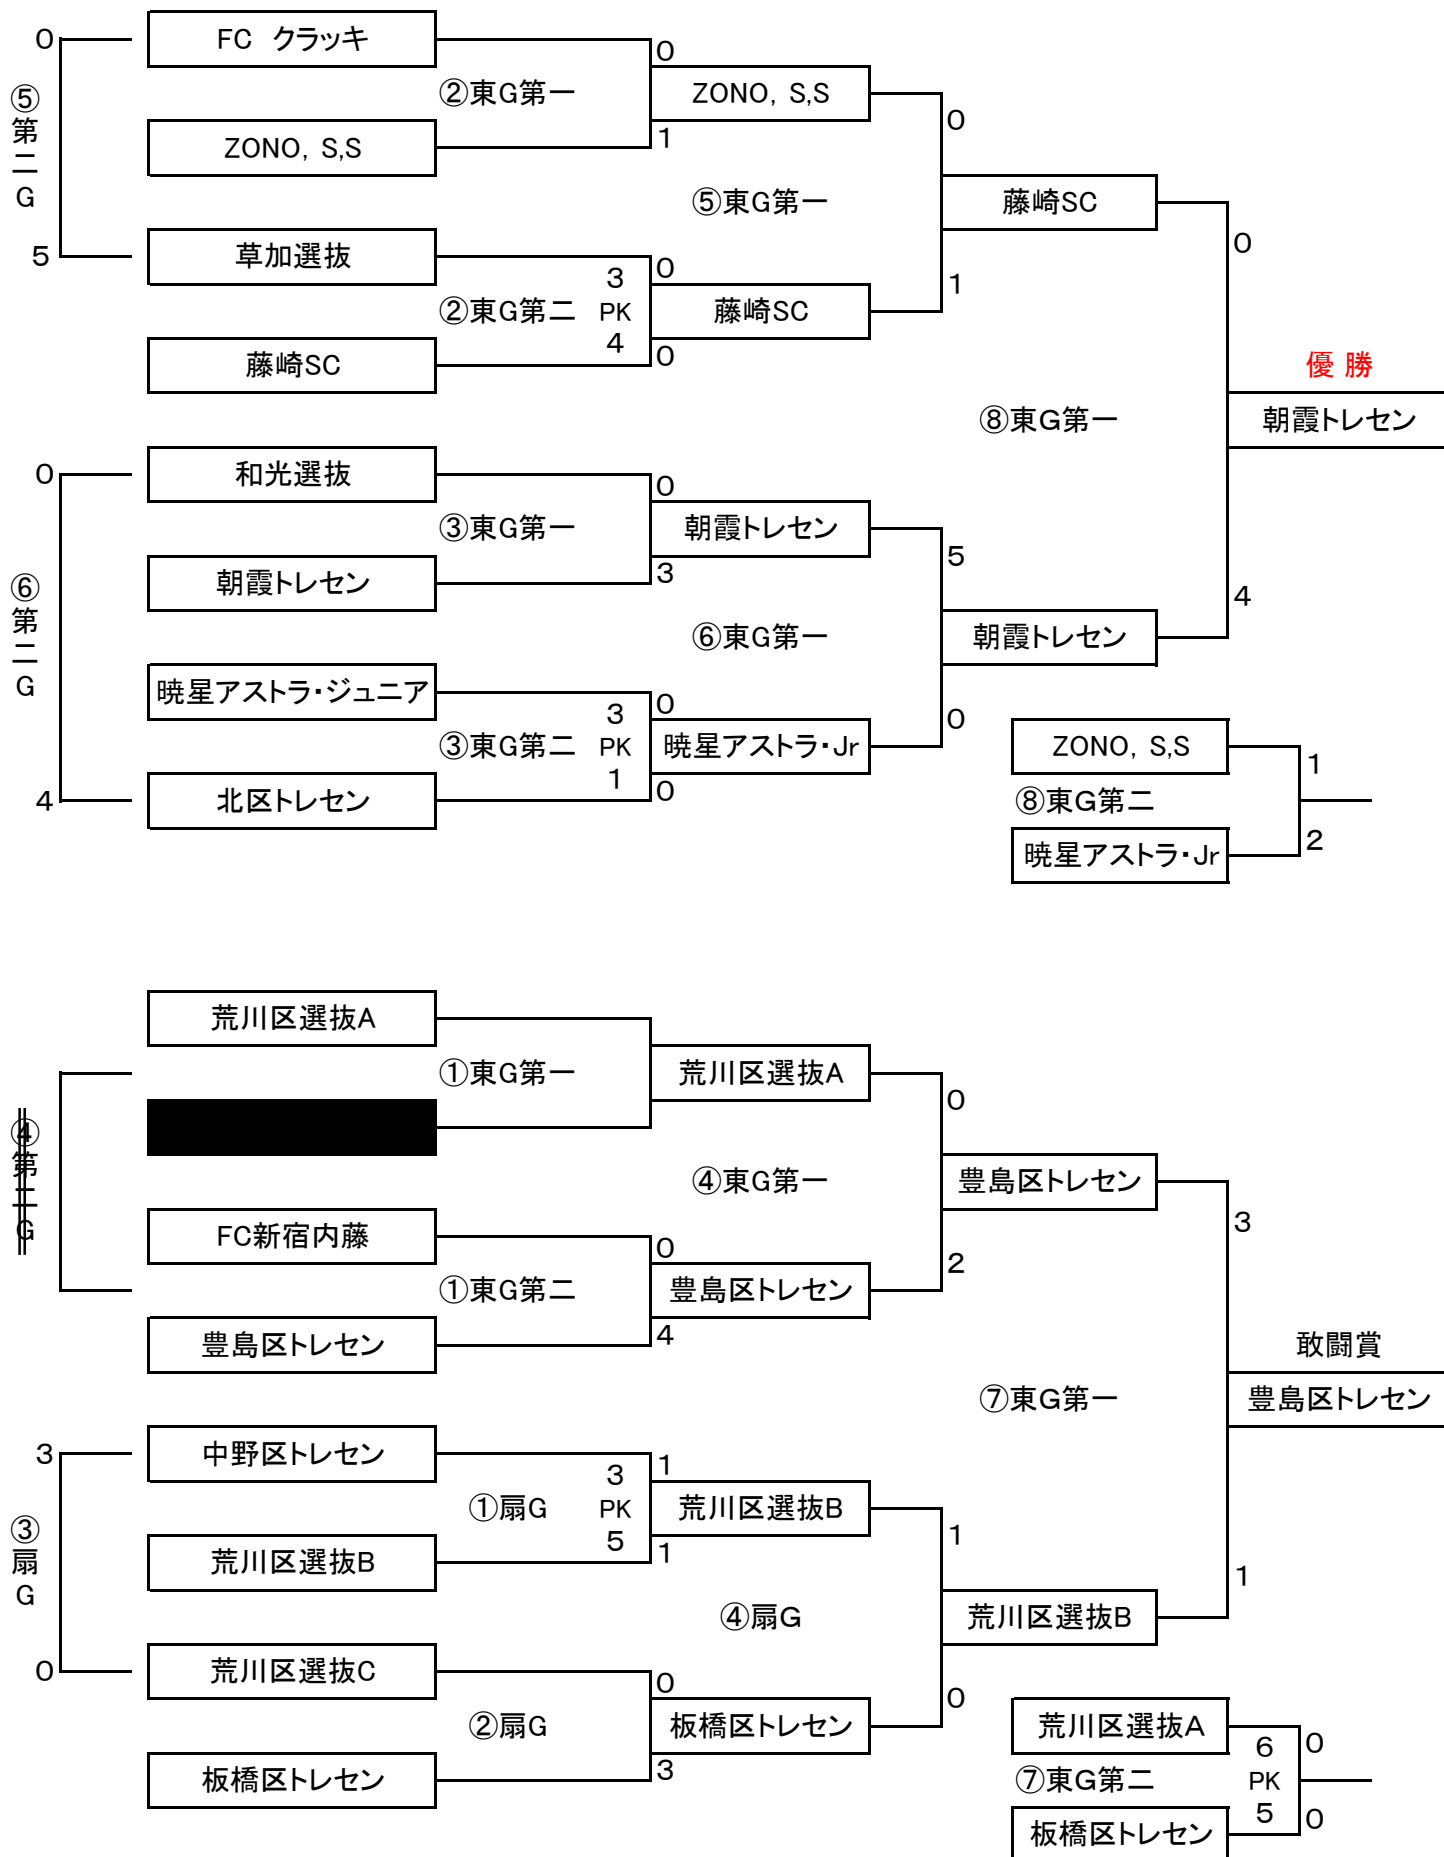 0
FC クラッキ
0
⑤第二G
②東G第一
ZONO, S,S
0
ZONO, S,S
1
⑤東G第一
藤崎SC
0
5
草加選抜
3
PK
4
0
②東G第二
藤崎SC
1
藤崎SC
0
優 勝
⑧東G第一
朝霞トレセン
0
和光選抜
0
③東G第一
朝霞トレセン
5
朝霞トレセン
3
⑥第二G
⑥東G第一
朝霞トレセン
4
暁星アストラ・ジュニア
3
PK
1
0
③東G第二
暁星アストラ・Jr
0
4
北区トレセン
0
ZONO, S,S
1
⑧東G第二
暁星アストラ・Jr
2
荒川区選抜A
①東G第一
荒川区選抜A
0
④第二G
④東G第一
豊島区トレセン
3
FC新宿内藤
0
①東G第二
豊島区トレセン
2
豊島区トレセン
4
敢闘賞
⑦東G第一
豊島区トレセン
3
中野区トレセン
3
PK
5
1
①扇G
荒川区選抜B
1
荒川区選抜B
1
③扇G
④扇G
荒川区選抜B
1
0
荒川区選抜C
0
②扇G
板橋区トレセン
0
板橋区トレセン
3
荒川区選抜A
6
PK
5
0
⑦東G第二
板橋区トレセン
0